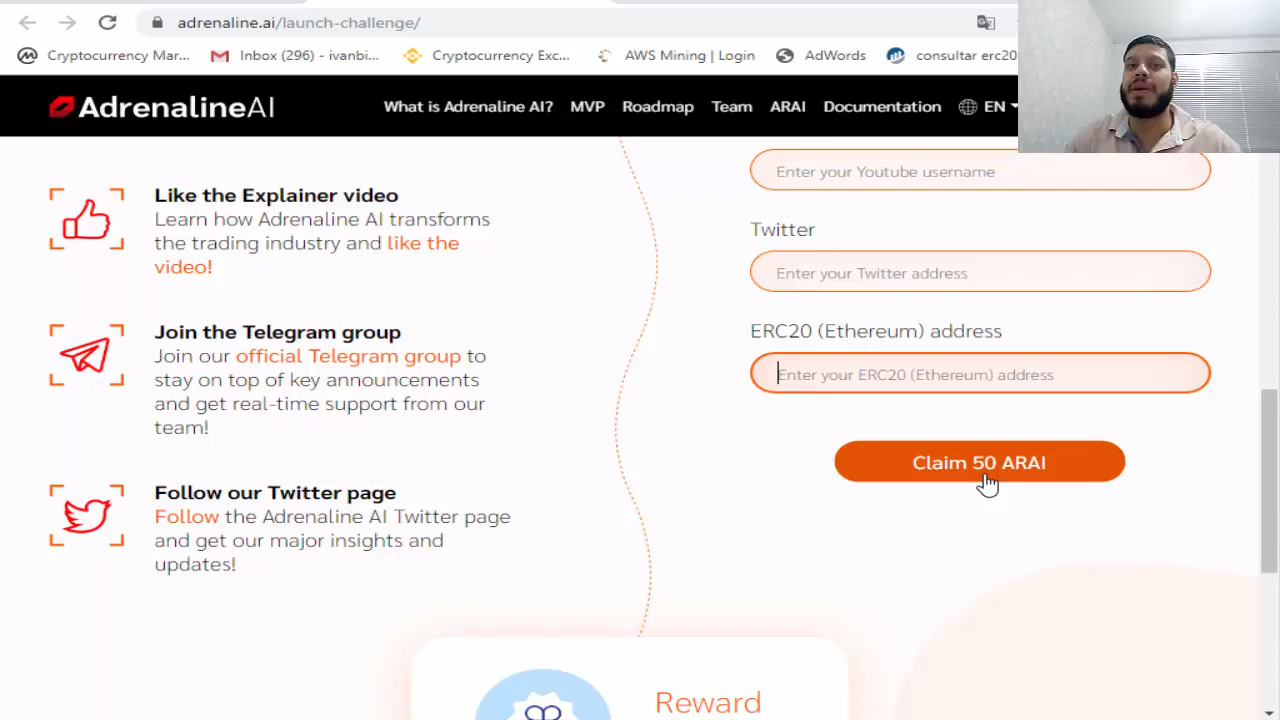 adrenaline.ai/launch-challenge/
Cryptocurrency Mar...
Inbox (296) - ivanbi...
Cryptocurrency Exc...
AWS Mining | Login
AdWords
consultar erc20
AdrenalineAI
What is Adrenaline AI?
MVP
Roadmap
Team
ARAI
Documentation
EN
Like the Explainer video
Learn how Adrenaline AI transforms
the trading industry and like the
video!
Join the Telegram group
Join our official Telegram group to
stay on top of key announcements
and get real-time support from our
team!
Follow our Twitter page
Follow the Adrenaline AI Twitter page
and get our major insights and
updates!
Enter your Youtube username
Twitter
Enter your Twitter address
ERC20 (Ethereum) address
Enter your ERC20 (Ethereum) address
Claim 50 ARAI
Reward